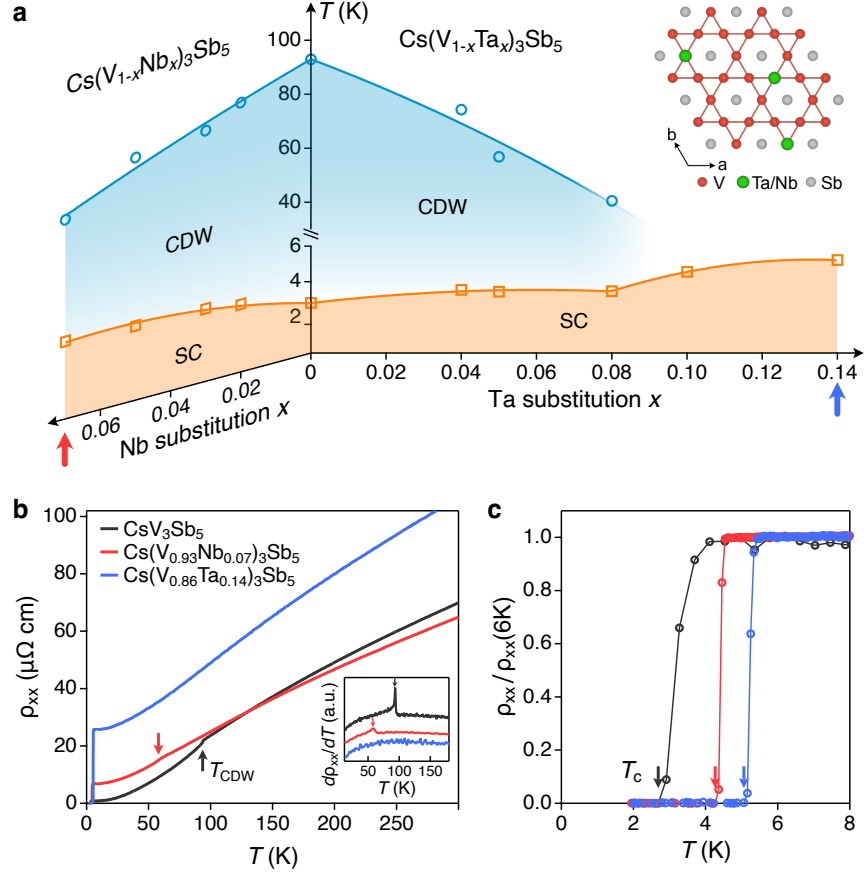 a
T (K)
Cs(V1-xNbx)3Sb5
Cs(V1-xTax)3Sb5
100
80
60
40
6
4
2
CDW
CDW
SC
SC
b
a
V Ta/Nb Sb
0 0.02 0.04 0.06 0.08 0.10 0.12 0.14
Ta substitution x
0.02
0.04
0.06
Nb substitution x
b
100
80
60
40
20
0
ρxx (μΩ cm)
CsV3Sb5
Cs(V0.93Nb0.07)3Sb5
Cs(V0.86Ta0.14)3Sb5
TCDW
dρxx/dT (a.u.)
50 100 150
T (K)
0 50 100 150 200 250
T (K)
c
1.0
0.8
0.6
0.4
0.2
0.0
ρxx / ρxx(6K)
Tc
0 2 4 6 8
T (K)